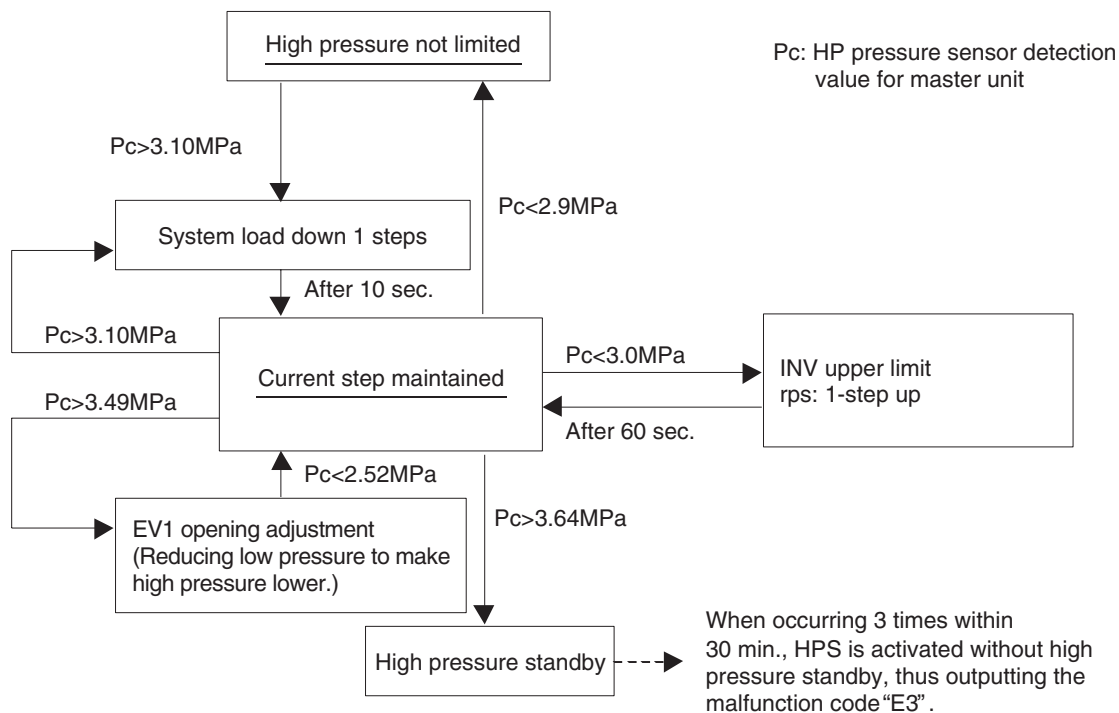 High pressure not limited
Pc: HP pressure sensor detection
value for master unit
Pc>3.10MPa
Pc<2.9MPa
System load down 1 steps
After 10 sec.
Pc>3.10MPa
Current step maintained
Pc<3.0MPa
INV upper limit
rps: 1-step up
Pc>3.49MPa
After 60 sec.
Pc<2.52MPa
EV1 opening adjustment
(Reducing low pressure to make
high pressure lower.)
Pc>3.64MPa
High pressure standby
When occurring 3 times within
30 min., HPS is activated without high
pressure standby, thus outputting the
malfunction code “E3”.